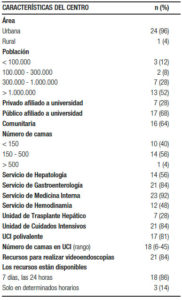 CARACTERÍSTICAS DEL CENTRO n (%)
Área
Urbana 24 (96)
Rural 1 (4)
Población
< 100.000 3 (12)
100.000 - 300.000 2 (8)
300.000 - 1.000.000 7 (28)
> 1.000.000 13 (52)
Privado afiliado a universidad 7 (28)
Público afiliado a universidad 17 (68)
Comunitaria 16 (64)
Número de camas
< 150 10 (40)
150 - 500 14 (56)
> 500 1 (4)
Servicio de Hepatología 14 (56)
Servicio de Gastroenterología 21 (84)
Servicio de Medicina Interna 23 (92)
Servicio de Hemodinamia 12 (48)
Unidad de Trasplante Hepático 7 (28)
Unidad de Cuidados Intensivos 21 (84)
UCI polivalente 17 (81)
Número de camas en UCI (rango) 18 (6-45)
Recursos para realizar videoendoscopías 21 (84)
Los recursos están disponibles
7 días, las 24 horas 18 (86)
Solo en determinados horarios 3 (14)